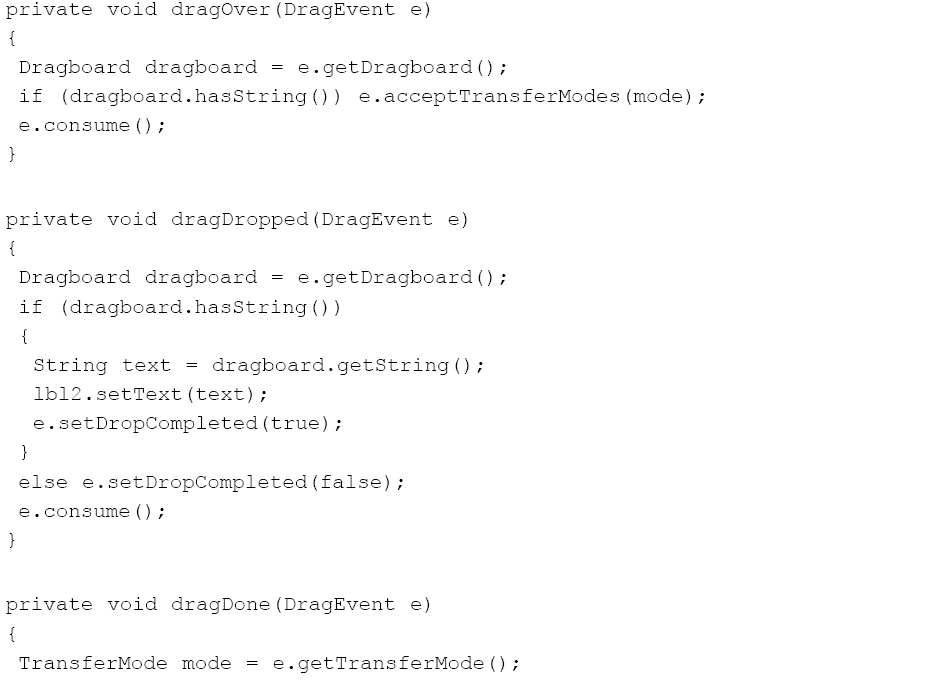 private void dragOver(DragEvent e)
{
 Dragboard dragboard = e.getDragboard();
 if (dragboard.hasString()) e.acceptTransferModes(mode);
 e.consume();
}

private void dragDropped(DragEvent e)
{
 Dragboard dragboard = e.getDragboard();
 if (dragboard.hasString())
 {
  String text = dragboard.getString();
  lbl2.setText(text);
  e.setDropCompleted(true);
 }
 else e.setDropCompleted(false);
 e.consume();
}

private void dragDone(DragEvent e)
{
 TransferMode mode = e.getTransferMode();